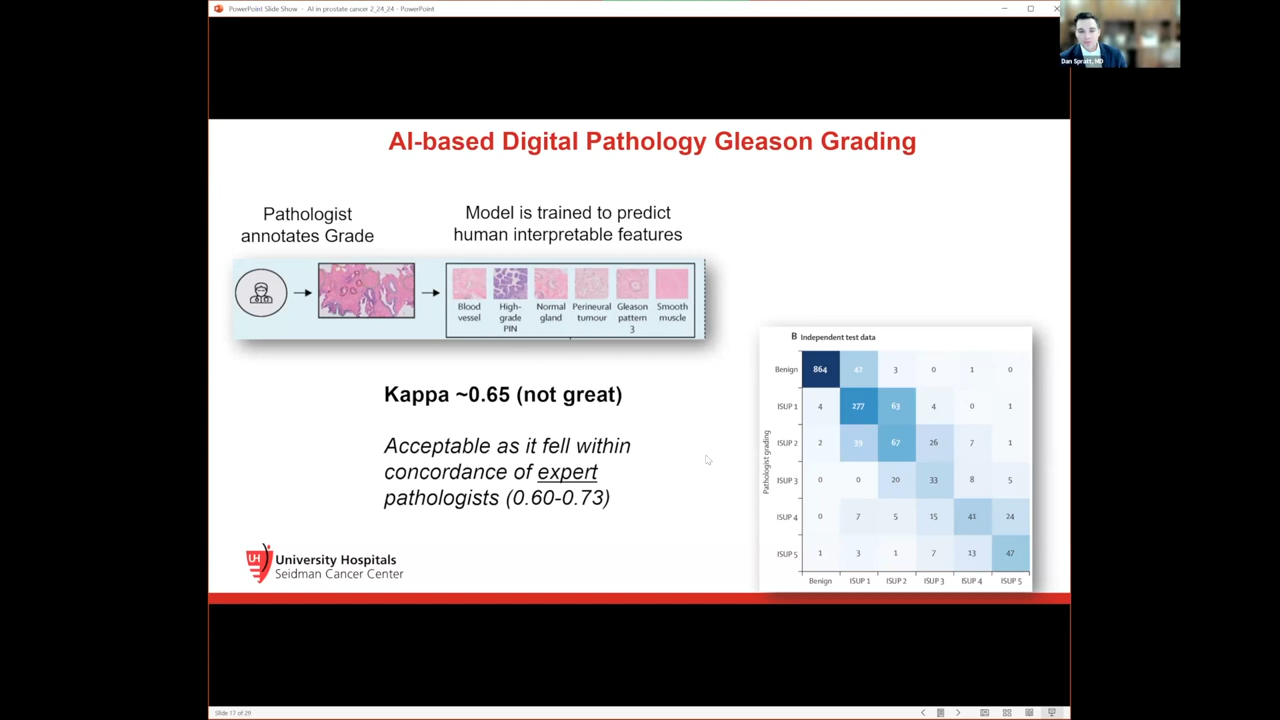 PowerPoint Slide Show - AI in prostate cancer 2_24_24 - PowerPoint
Dan Spratt, MD
AI-based Digital Pathology Gleason Grading
Pathologist
annotates Grade
Model is trained to predict
human interpretable features
Blood
vessel
High-
grade
PIN
Normal
gland
Perineural
tumour
Gleason
pattern
3
Smooth
muscle
Kappa ~0.65 (not great)
Acceptable as it fell within
concordance of expert
pathologists (0.60-0.73)
B Independent test data
Pathologist grading
Benign 864 47 3 0 1 0
ISUP 1 4 277 63 4 0 1
ISUP 2 2 39 67 26 7 1
ISUP 3 0 0 20 33 8 5
ISUP 4 0 7 5 15 41 24
ISUP 5 1 3 1 7 13 47
Benign ISUP 1 ISUP 2 ISUP 3 ISUP 4 ISUP 5
UH University Hospitals
Seidman Cancer Center
Slide 17 of 29